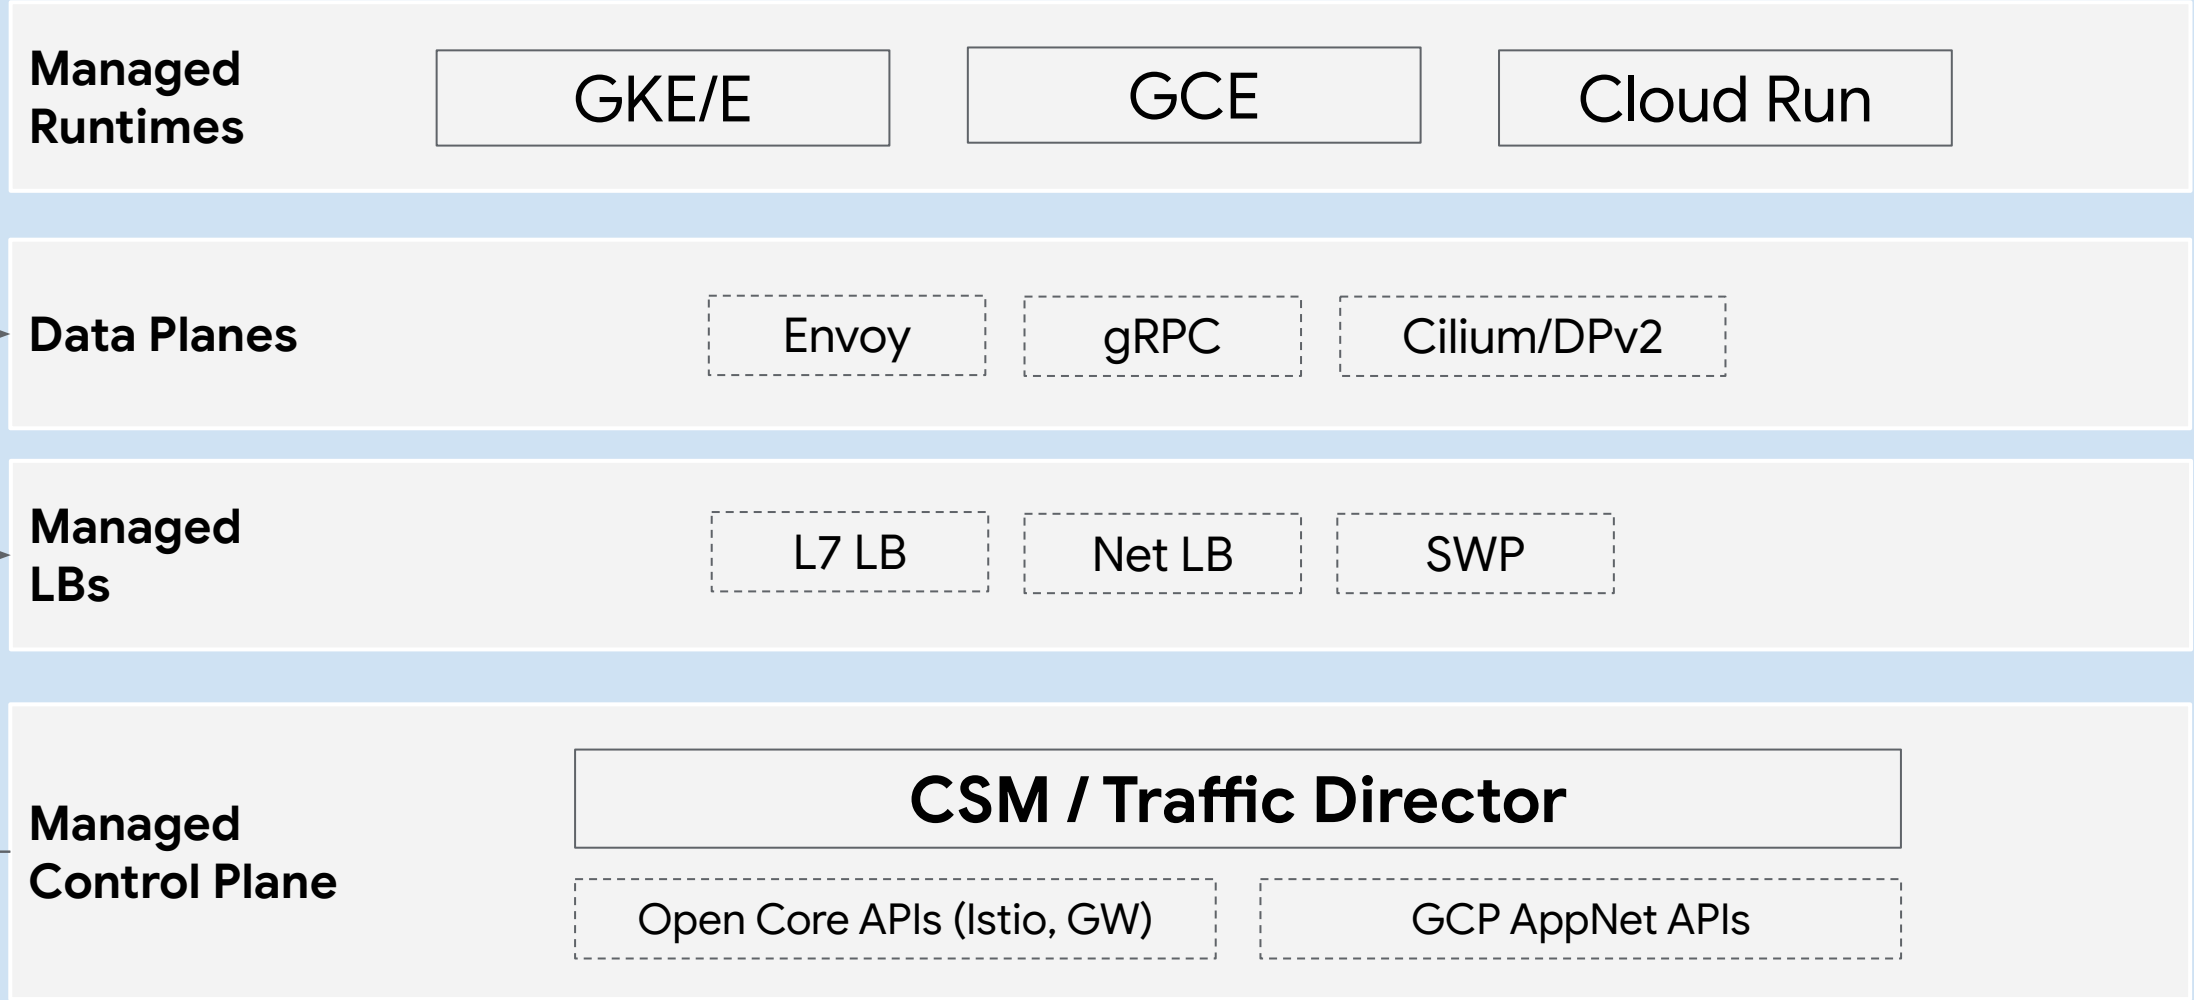 Managed
Runtimes
GKE/E
GCE
Cloud Run
Data Planes
Envoy
gRPC
Cilium/DPv2
Managed
LBs
L7 LB
Net LB
SWP
Managed
Control Plane
CSM / Traffic Director
Open Core APIs (Istio, GW)
GCP AppNet APIs